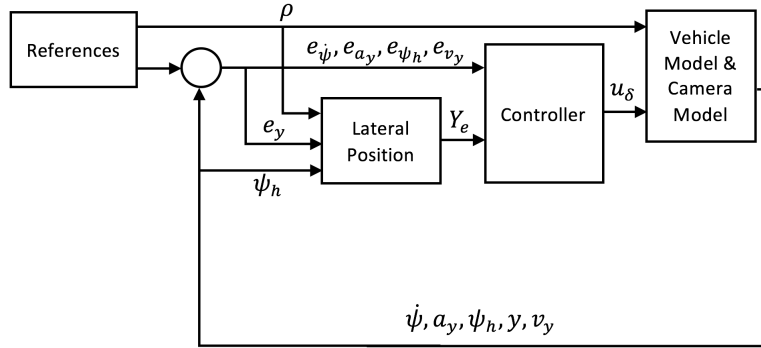 ρ
References
e_ψ̇, e_{a_y}, e_{ψ_h}, e_{v_y}
Vehicle
Model &
Camera
Model
u_δ
Controller
Y_e
Lateral
Position
e_y
ψ_h
ψ̇, a_y, ψ_h, y, v_y